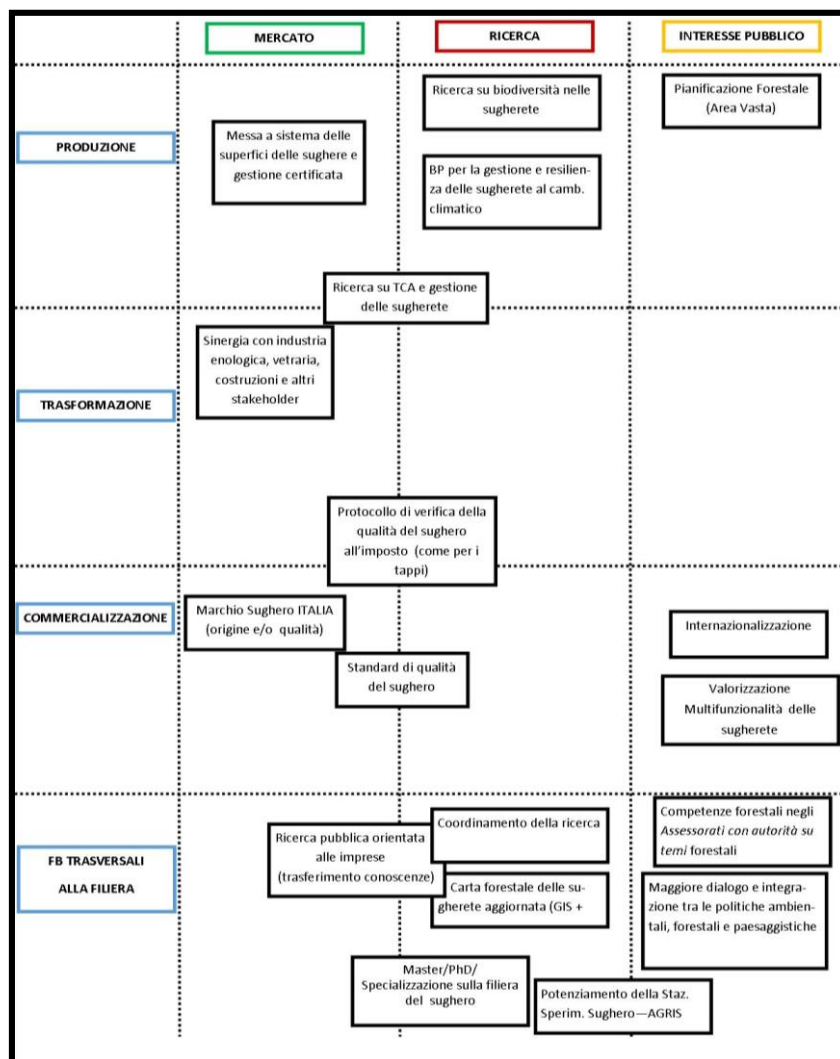 MERCATO
RICERCA
INTERESSE PUBBLICO
PRODUZIONE
Messa a sistema delle
superfici delle sughere e
gestione certificata
Ricerca su biodiversità nelle
sugherete
BP per la gestione e resilien-
za delle sugherete al camb.
climatico
Pianificazione Forestale
(Area Vasta)
Ricerca su TCA e gestione
delle sugherete
TRASFORMAZIONE
Sinergia con industria
enologica, vetraria,
costruzioni e altri
stakeholder
Protocollo di verifica della
qualità del sughero
all'imposto (come per i
tappi)
COMMERCIALIZZAZIONE
Marchio Sughero ITALIA
(origine e/o qualità)
Standard di qualità
del sughero
Internazionalizzazione
Valorizzazione
Multifunzionalità delle
sugherete
FB TRASVERSALI
ALLA FILIERA
Ricerca pubblica orientata
alle imprese
(trasferimento conoscenze)
Coordinamento della ricerca
Carta forestale delle su-
gherete aggiornata (GIS +
Competenze forestali negli
Assessorati con autorità su
temi forestali
Maggiore dialogo e integra-
zione tra le politiche ambien-
tali, forestali e paesaggistiche
Master/PhD/
Specializzazione sulla filiera
del sughero
Potenziamento della Staz.
Sperim. Sughero—AGRIS